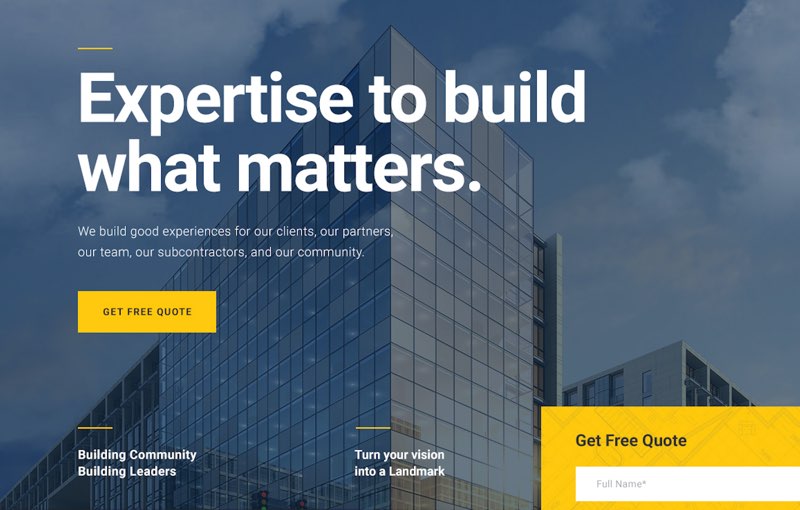 Expertise to build
what matters.
We build good experiences for our clients, our partners,
our team, our subcontractors, and our community.
GET FREE QUOTE
Building Community
Building Leaders
Turn your vision
into a Landmark
Get Free Quote
Full Name*